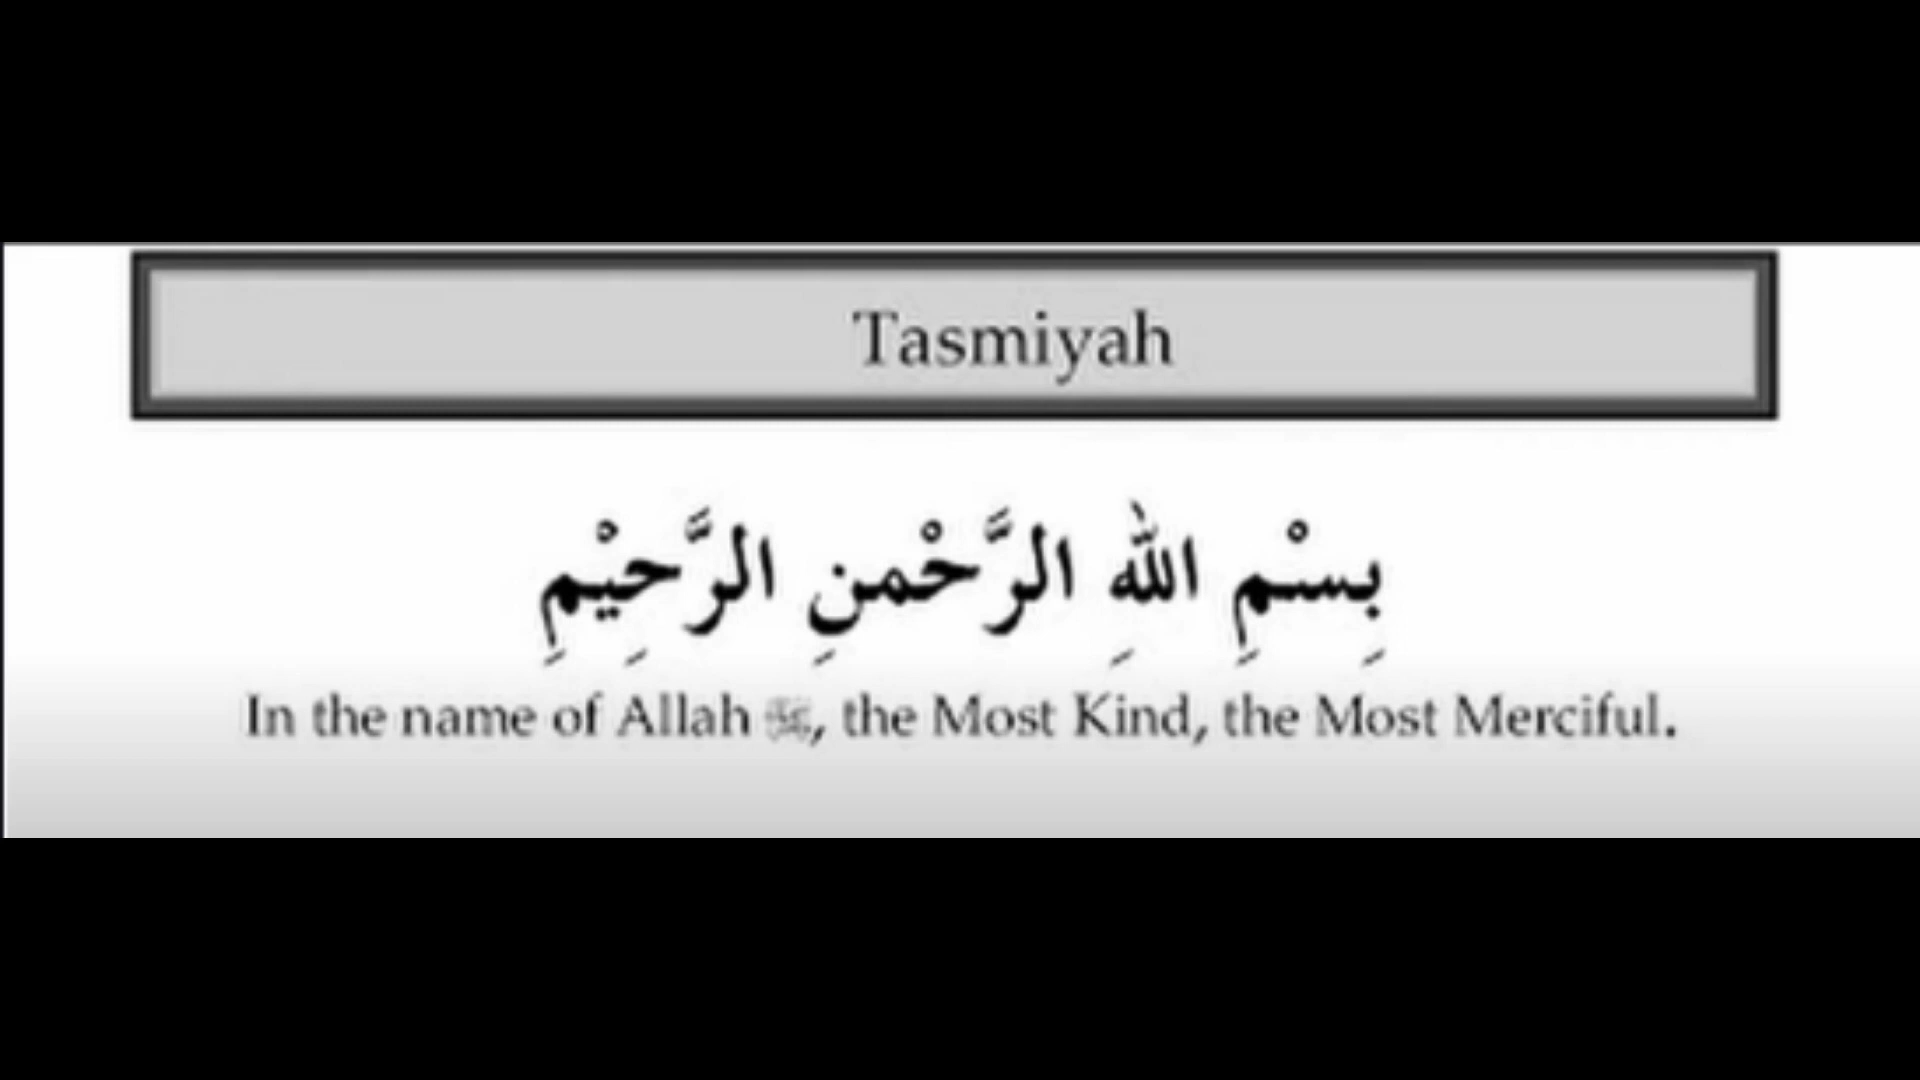 Tasmiyah
بِسْمِ اللهِ الرَّحْمنِ الرَّحِيْمِ
In the name of Allah ﷻ, the Most Kind, the Most Merciful.